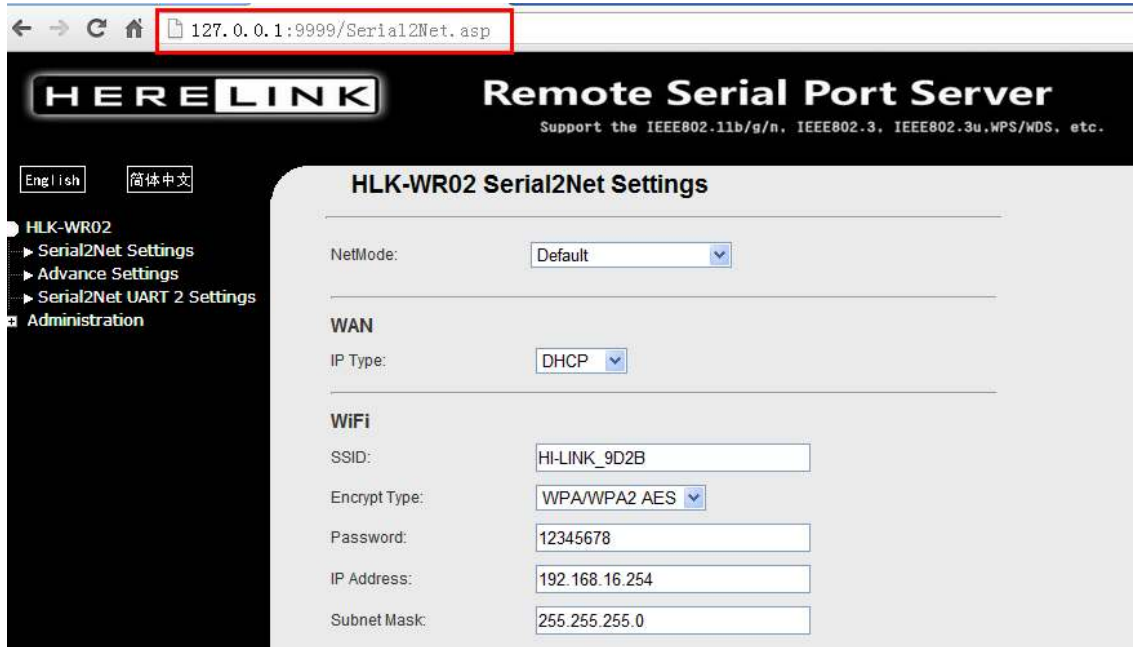 127.0.0.1:9999/Serial2Net.asp
HERELINK
Remote Serial Port Server
Support the IEEE802.11b/g/n, IEEE802.3, IEEE802.3u,WPS/WDS, etc.
English
简体中文
HLK-WR02
Serial2Net Settings
Advance Settings
Serial2Net UART 2 Settings
Administration
HLK-WR02 Serial2Net Settings
NetMode: Default
WAN
IP Type: DHCP
WiFi
SSID: HI-LINK_9D2B
Encrypt Type: WPA/WPA2 AES
Password: 12345678
IP Address: 192.168.16.254
Subnet Mask: 255.255.255.0